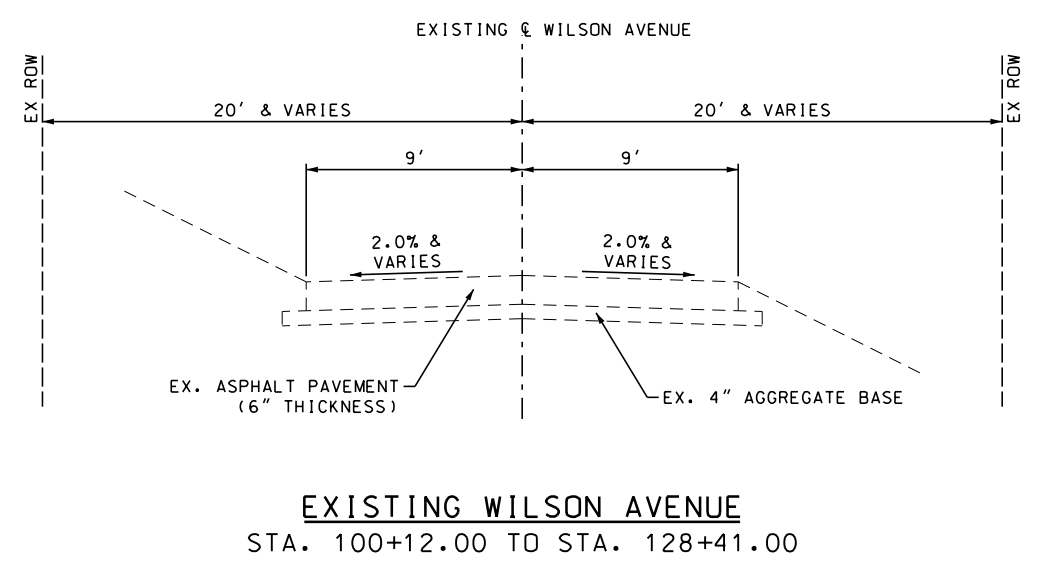 EXISTING ℄ WILSON AVENUE
EX ROW
EX ROW
20' & VARIES
20' & VARIES
9'
9'
2.0% &
VARIES
2.0% &
VARIES
EX. ASPHALT PAVEMENT
(6" THICKNESS)
EX. 4" AGGREGATE BASE
EXISTING WILSON AVENUE
STA. 100+12.00 TO STA. 128+41.00